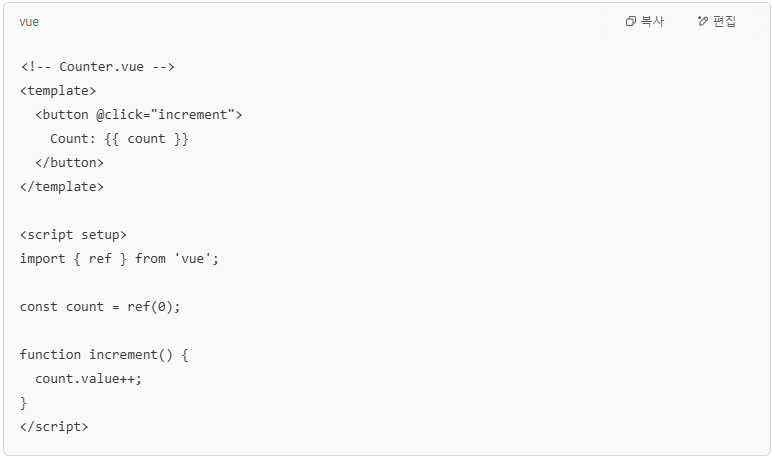 vue
복사
편집
<!-- Counter.vue -->
<template>
  <button @click="increment">
    Count: {{ count }}
  </button>
</template>

<script setup>
import { ref } from 'vue';

const count = ref(0);

function increment() {
  count.value++;
}
</script>